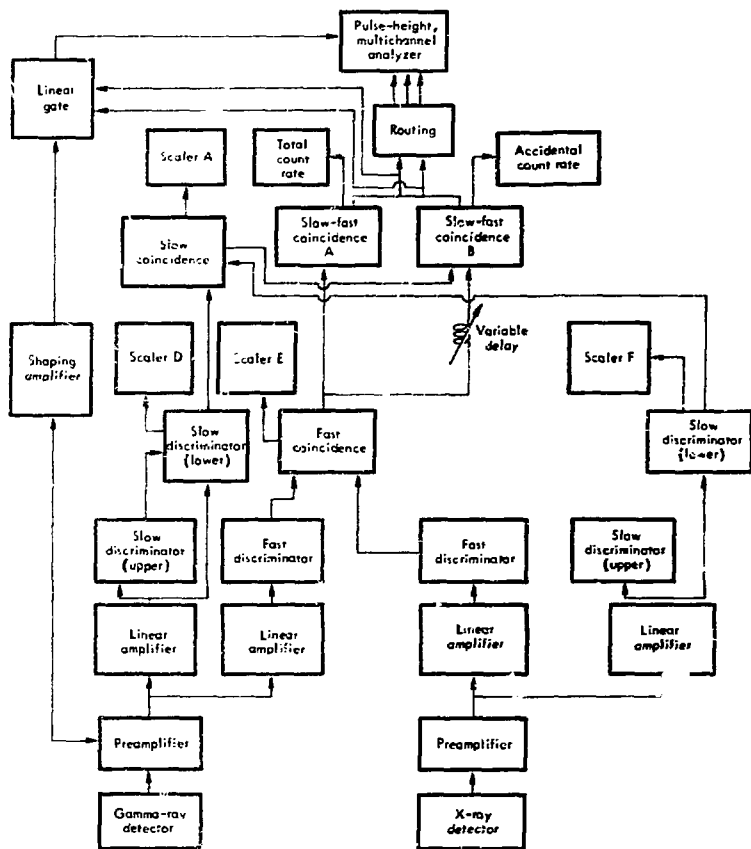 Pulse-height,
multichannel
analyzer
Linear
gate
Routing
Scaler A
Total
count
rate
Accidental
count rate
Slow-fast
coincidence
A
Slow-fast
coincidence
B
Slow
coincidence
Variable
delay
Shaping
amplifier
Scaler D
Scaler E
Scaler F
Slow
discriminator
(lower)
Fast
coincidence
Slow
discriminator
(lower)
Slow
discriminator
(upper)
Fast
discriminator
Fast
discriminator
Slow
discriminator
(upper)
Linear
amplifier
Linear
amplifier
Linear
amplifier
Linear
amplifier
Preamplifier
Preamplifier
Gamma-ray
detector
X-ray
detector